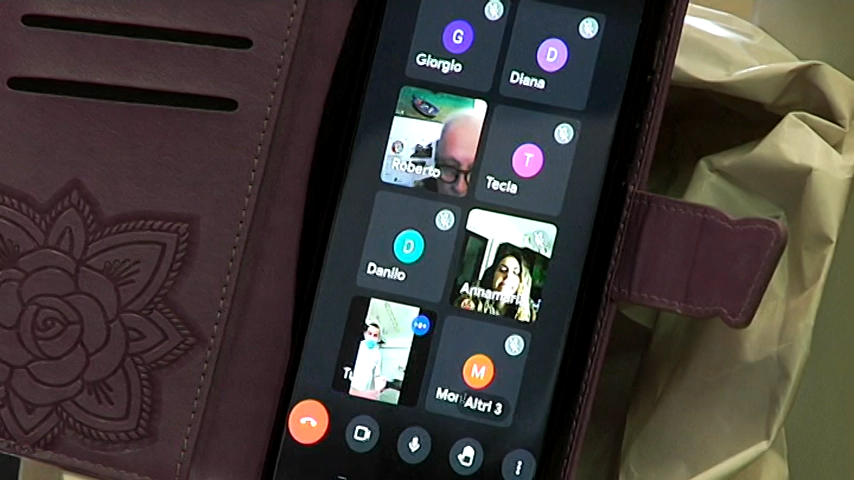 G
Giorgio
D
Diana
Roberto
T
Tecla
D
Danilo
M
Altri 3